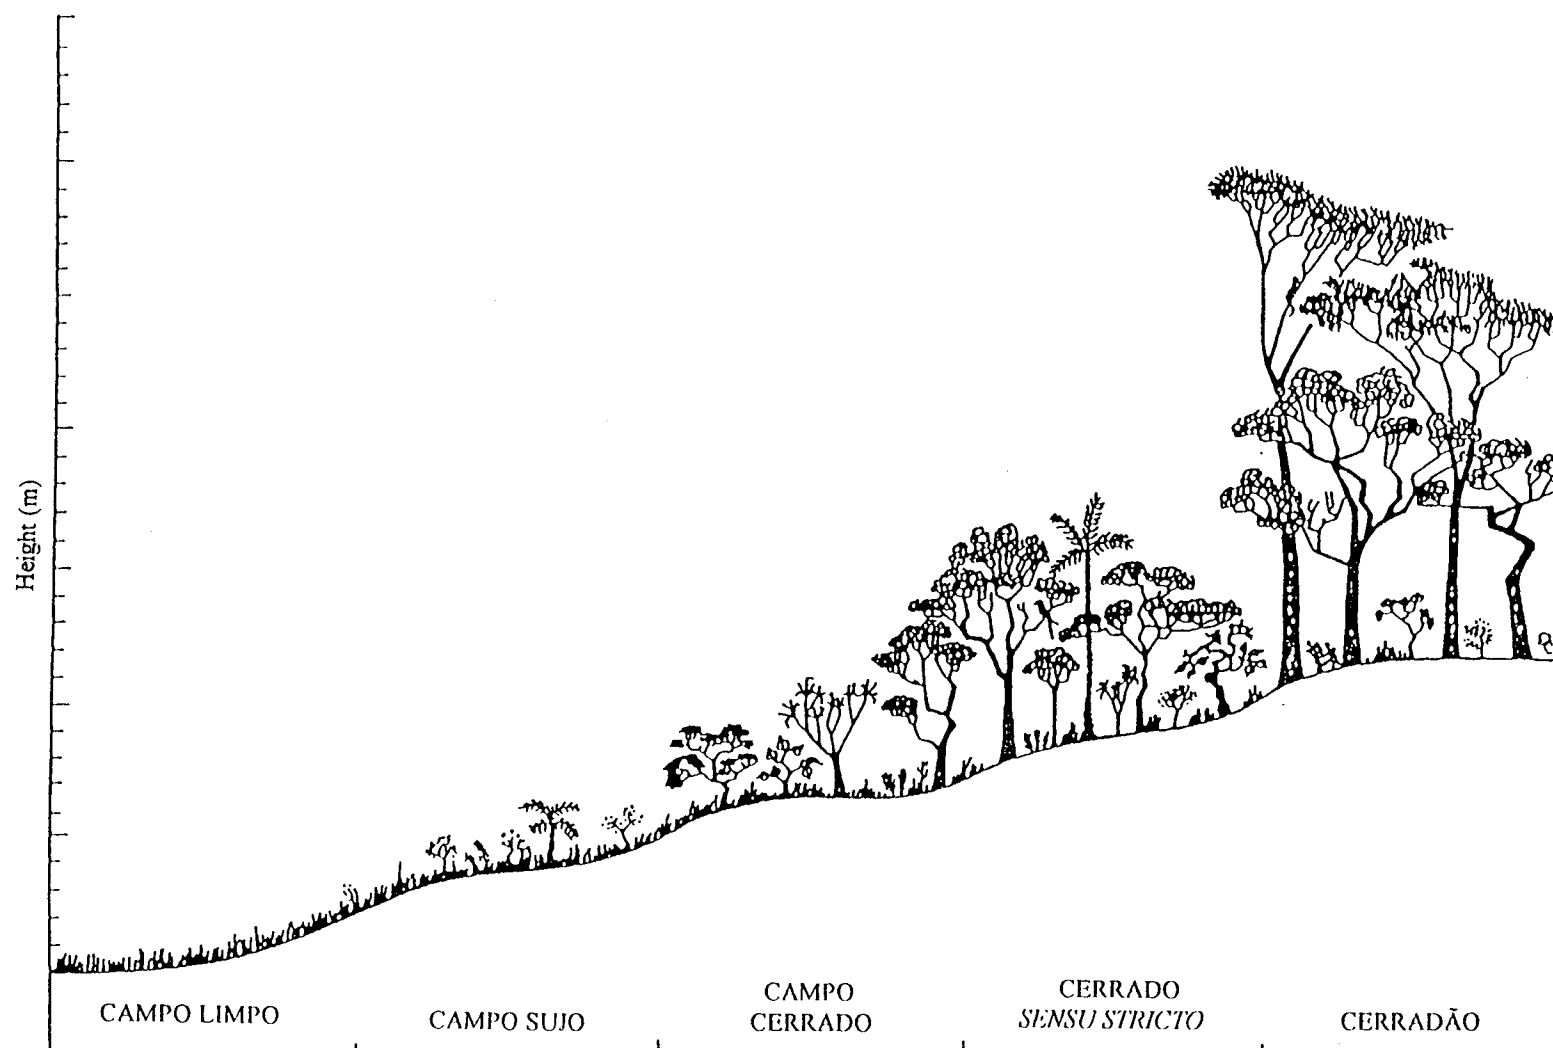 Height (m)
CAMPO LIMPO
CAMPO SUJO
CAMPO
CERRADO
CERRADO
SENSU STRICTO
CERRADÃO